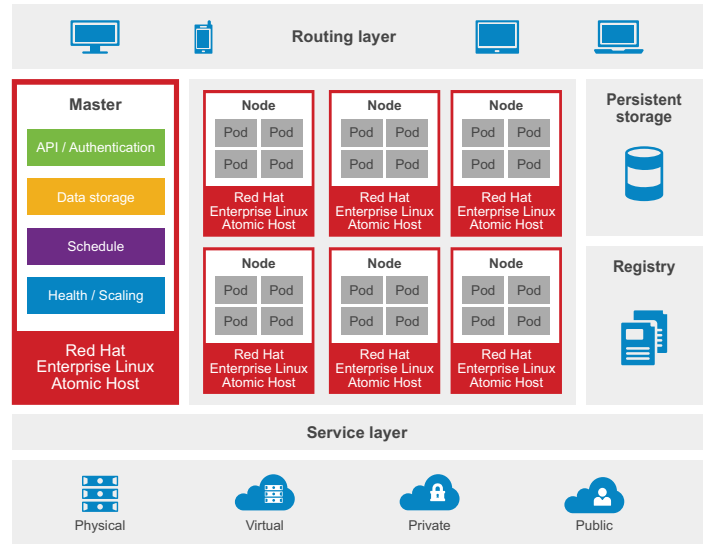 Routing layer
Master
API / Authentication
Data storage
Schedule
Health / Scaling
Red Hat
Enterprise Linux
Atomic Host
Node
Pod Pod
Pod Pod
Red Hat
Enterprise Linux
Atomic Host
Node
Pod Pod
Pod Pod
Red Hat
Enterprise Linux
Atomic Host
Node
Pod Pod
Pod Pod
Red Hat
Enterprise Linux
Atomic Host
Node
Pod Pod
Pod Pod
Red Hat
Enterprise Linux
Atomic Host
Node
Pod Pod
Pod Pod
Red Hat
Enterprise Linux
Atomic Host
Node
Pod Pod
Pod Pod
Red Hat
Enterprise Linux
Atomic Host
Persistent
storage
Registry
Service layer
Physical
Virtual
Private
Public